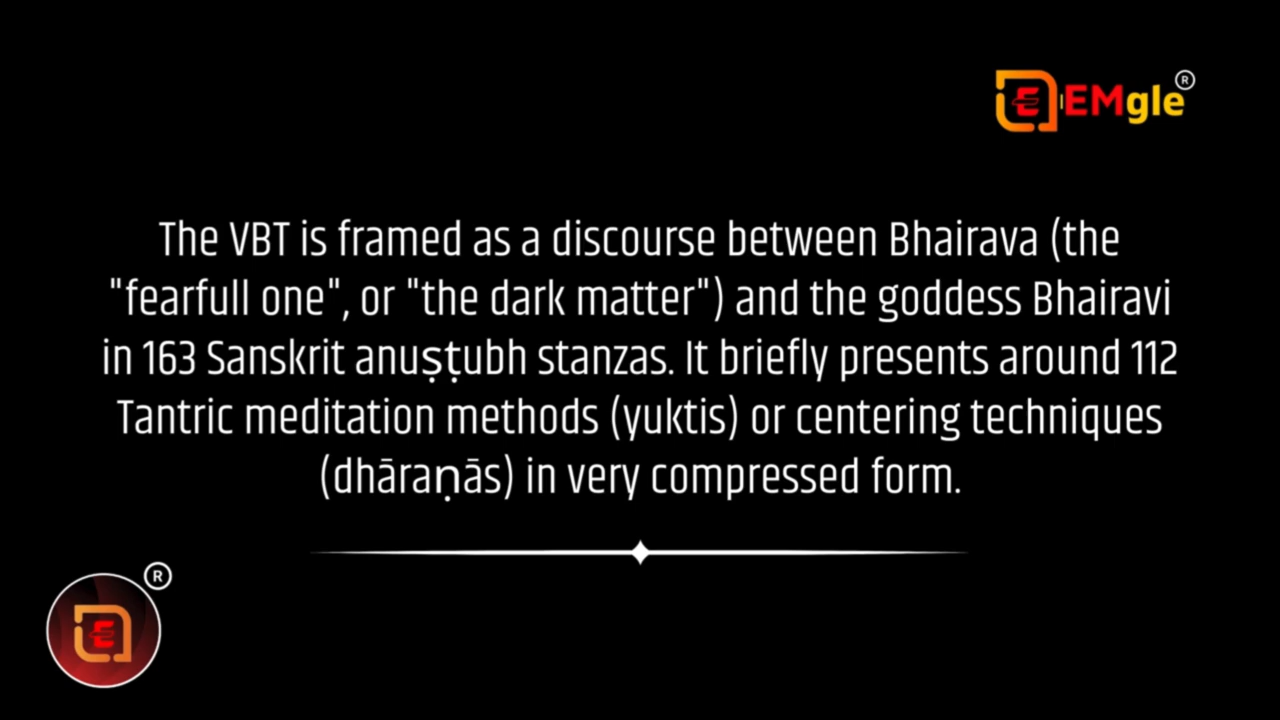 EMgle
The VBT is framed as a discourse between Bhairava (the
"fearfull one", or "the dark matter") and the goddess Bhairavi
in 163 Sanskrit anuṣṭubh stanzas. It briefly presents around 112
Tantric meditation methods (yuktis) or centering techniques
(dhāraṇās) in very compressed form.